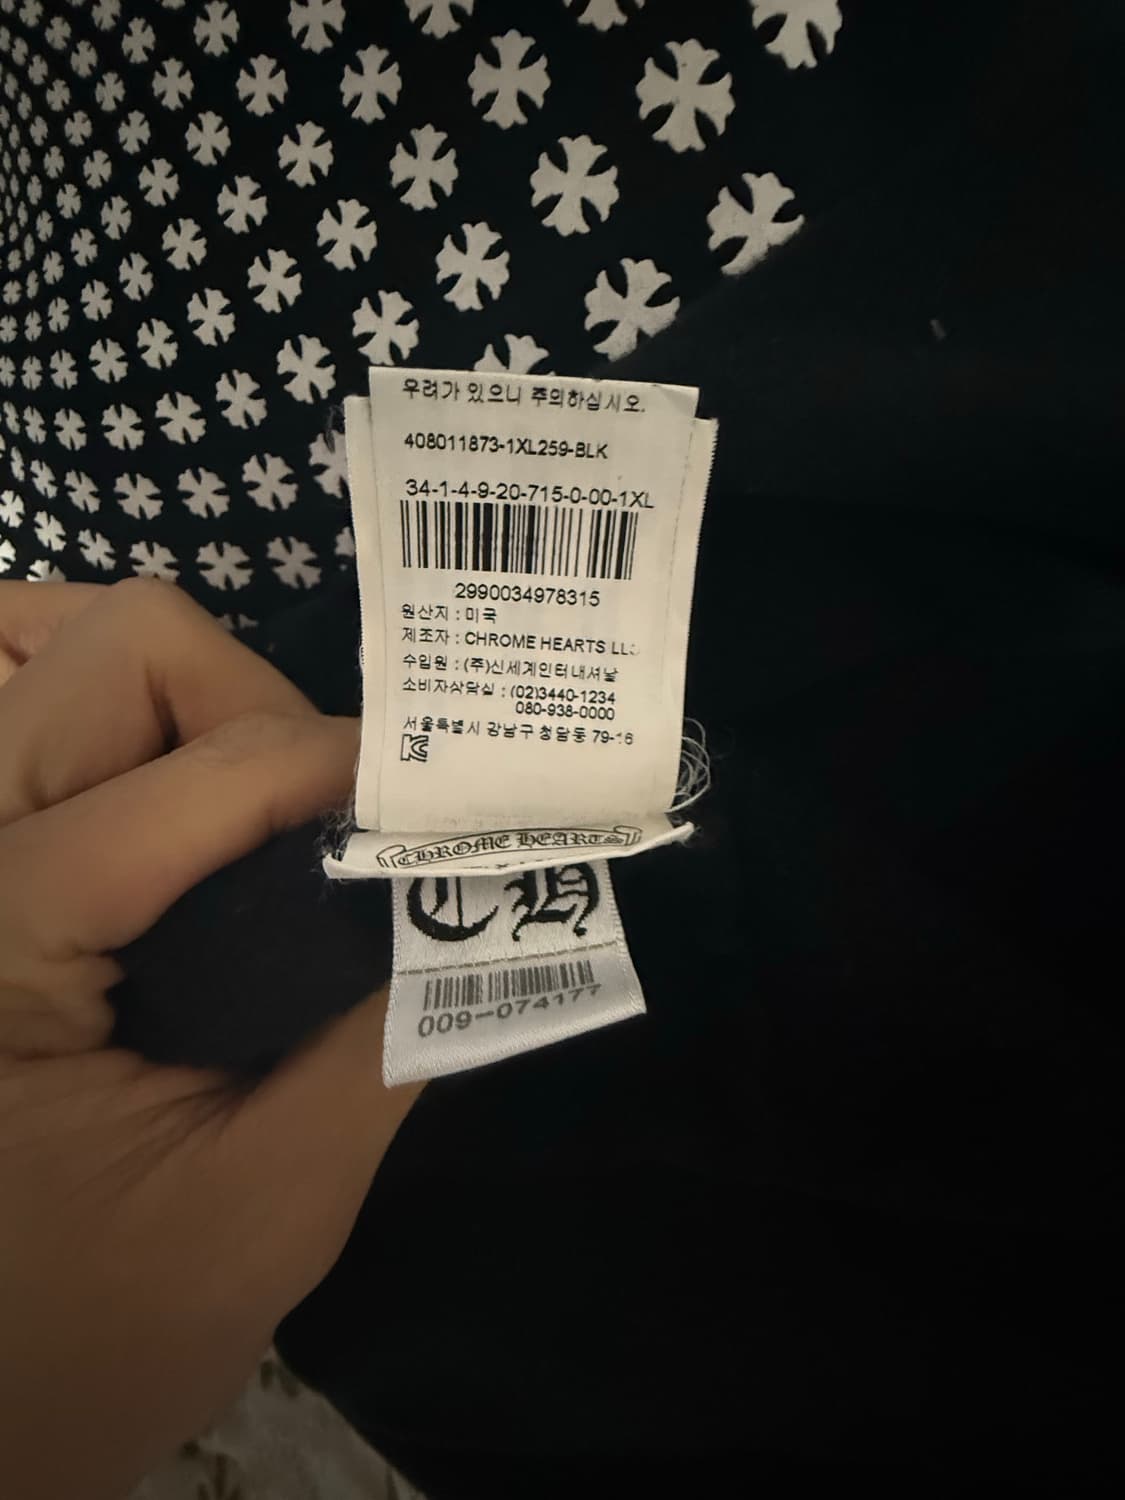 우려가 있으니 주의하십시오.
408011873-1XL259-BLK
34-1-4-9-20-715-0-00-1XL
2990034978315
원산지 : 미국
제조자 : CHROME HEARTS LLC
수입원 : (주)신세계인터내셔날
소비자상담실 : (02)3440-1234
080-938-0000
서울특별시 강남구 청담동 79-16
CHROME HEARTS
CH
009-074177